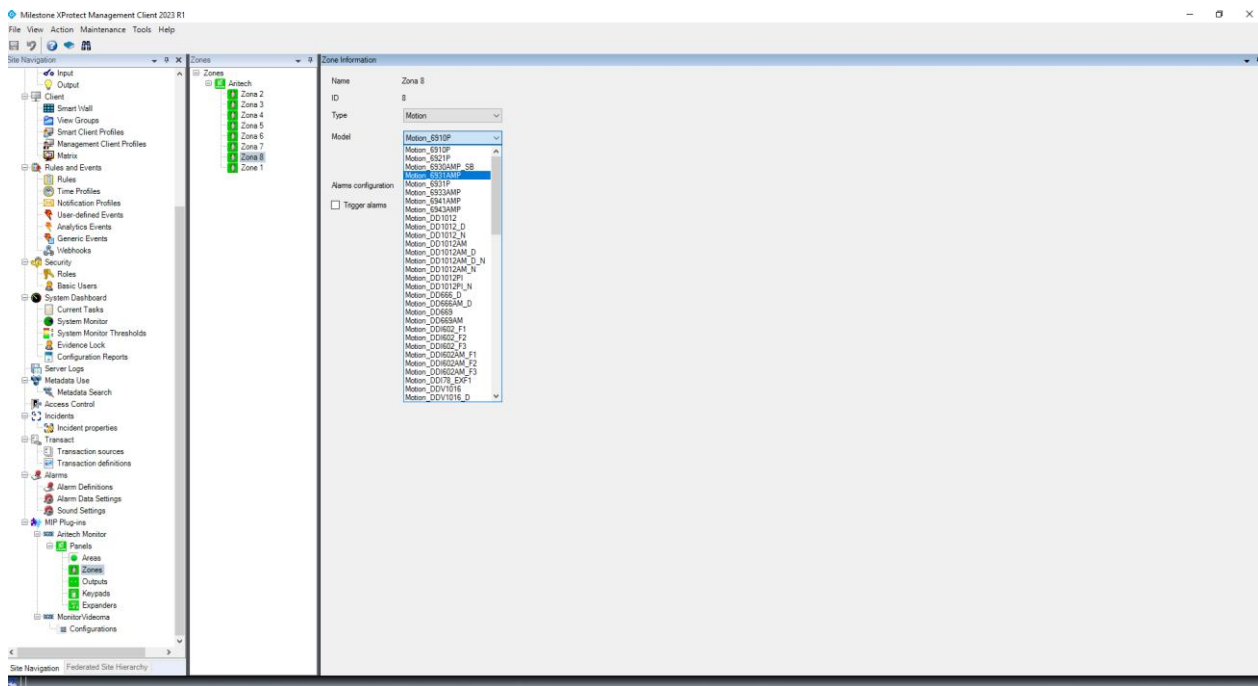 Milestone XProtect Management Client 2023 R1
File View Action Maintenance Tools Help
Site Navigation
Input
Output
Client
Smart Wall
View Groups
Smart Client Profiles
Management Client Profiles
Matrix
Rules and Events
Rules
Time Profiles
Notification Profiles
User-defined Events
Analytics Events
Generic Events
Webhooks
Security
Roles
Basic Users
System Dashboard
Current Tasks
System Monitor
System Monitor Thresholds
Evidence Lock
Configuration Reports
Server Logs
Metadata Use
Metadata Search
Access Control
Incidents
Incident properties
Transact
Transaction sources
Transaction definitions
Alarms
Alarm Definitions
Alarm Data Settings
Sound Settings
MIP Plug-ins
Aritech Monitor
Panels
Areas
Zones
Outputs
Keypads
Expanders
MonitorVideoma
Configurations
Site Navigation Federated Site Hierarchy
Zones
Zones
Aritech
Zona 2
Zona 3
Zona 4
Zona 5
Zona 6
Zona 7
Zona 8
Zone 1
Zone Information
Name Zona 8
ID 8
Type Motion
Model Motion_6910P
Motion_6910P
Motion_6921P
Motion_6930AMP_SB
Motion_6931AMP
Motion_6931P
Motion_6933AMP
Motion_6941AMP
Motion_6943AMP
Motion_DD1012
Motion_DD1012_D
Motion_DD1012_N
Motion_DD1012AM
Motion_DD1012AM_D
Motion_DD1012AM_D_N
Motion_DD1012AM_N
Motion_DD1012PI
Motion_DD1012PI_N
Motion_DD666_D
Motion_DD666AM_D
Motion_DD669
Motion_DD669AM
Motion_DDI602_F1
Motion_DDI602_F2
Motion_DDI602_F3
Motion_DDI602AM_F1
Motion_DDI602AM_F2
Motion_DDI602AM_F3
Motion_DDI78_EXF1
Motion_DDV1016
Motion_DDV1016_D
Alarms configuration
Trigger alarms